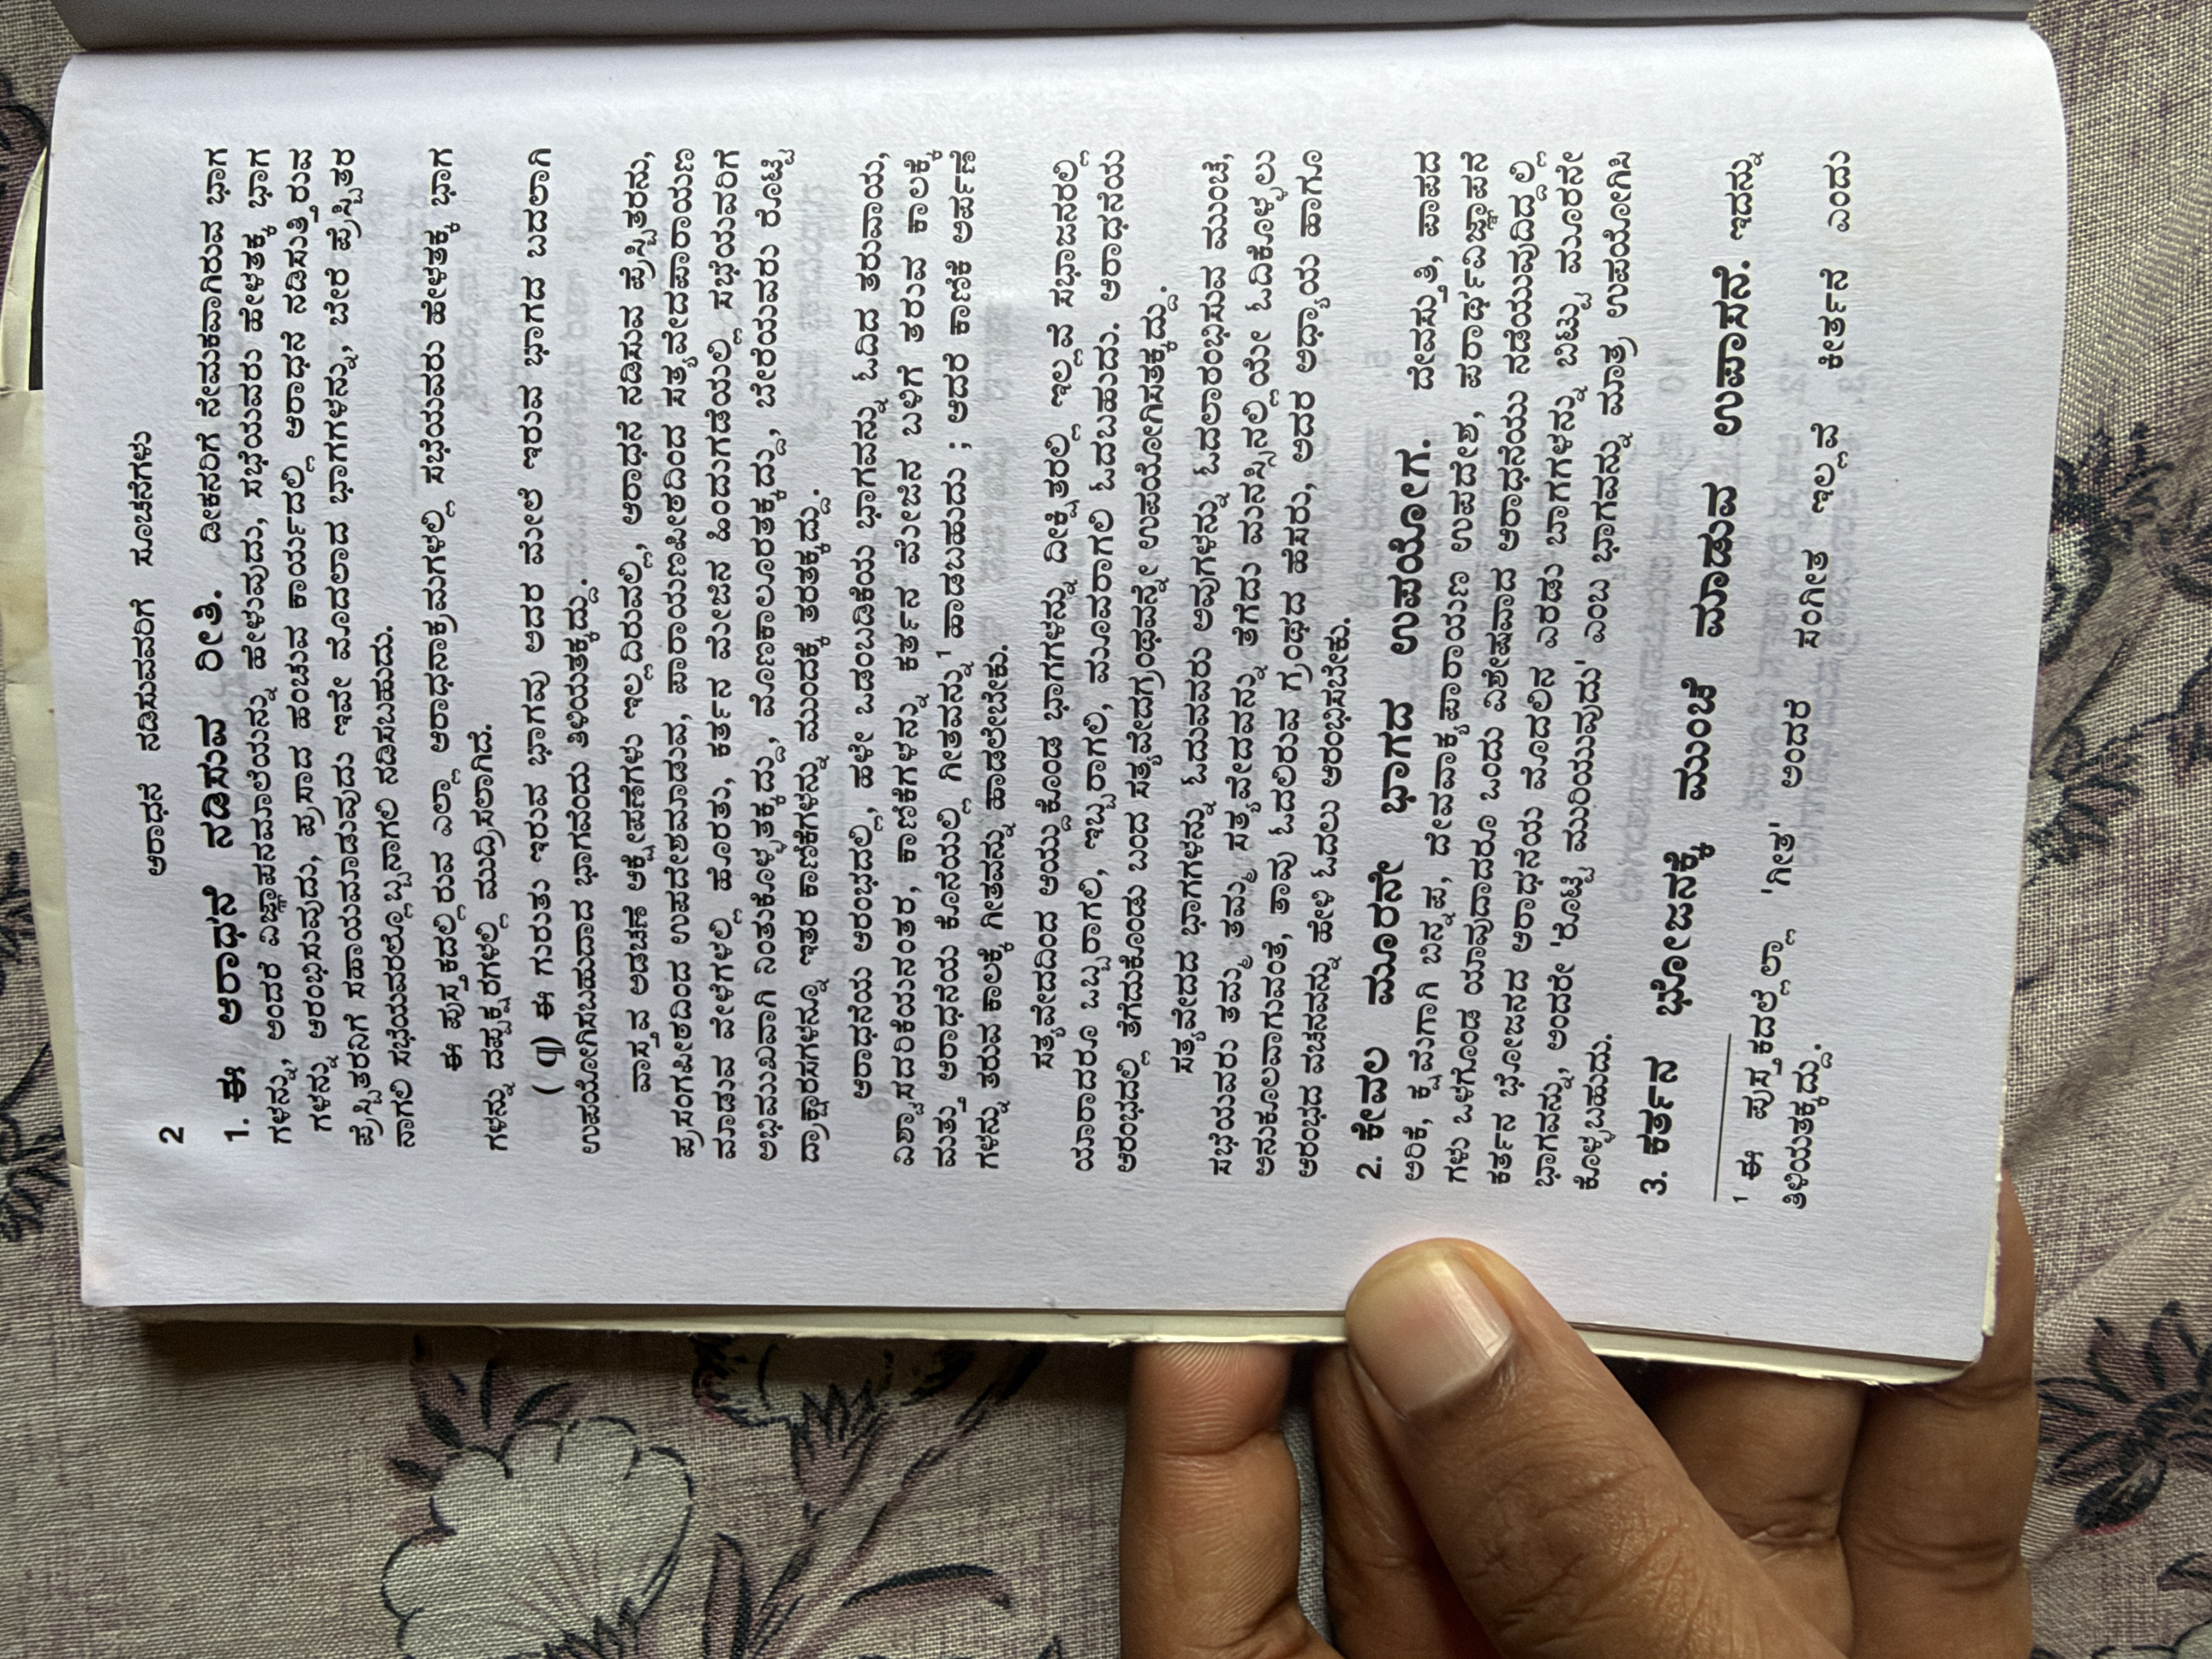 2 ಆರಾಧನೆ ನಡಿಸುವವರಿಗೆ ಸೂಚನೆಗಳು
1. ಈ ಆರಾಧನೆ ನಡಿಸುವ ರೀತಿ. ಡೀಕನರಿಗೆ ನೇಮಕವಾಗಿರುವ ಭಾಗ
ಗಳನ್ನು, ಅಂದರೆ ವಿಜ್ಞಾಪನಮಾಲೆಯನ್ನು ಹೇಳುವುದು, ಸಭೆಯವರು ಹೇಳತಕ್ಕ ಭಾಗ
ಗಳನ್ನು ಆರಂಭಿಸುವುದು, ಪ್ರಸಾದ ಹಂಚುವ ಕಾರ್ಯದಲ್ಲಿ ಆರಾಧನೆ ನಡಿಸುತ್ತಿರುವ
ಪ್ರೆಸ್ಬಿತರನಿಗೆ ಸಹಾಯಮಾಡುವುದು ಇವೇ ಮೊದಲಾದ ಭಾಗಗಳನ್ನು, ಬೇರೆ ಪ್ರೆಸ್ಬಿತರ
ನಾಗಲಿ ಸಭೆಯವರಲ್ಲೊಬ್ಬನಾಗಲಿ ನಡಿಸಬಹುದು.
ಈ ಪುಸ್ತಕದಲ್ಲಿರುವ ಎಲ್ಲಾ ಆರಾಧನಾಕ್ರಮಗಳಲ್ಲಿ ಸಭೆಯವರು ಹೇಳತಕ್ಕ ಭಾಗ
ಗಳನ್ನು ದಪ್ಪಕ್ಷರಗಳಲ್ಲಿ ಮುದ್ರಿಸಲಾಗಿದೆ.
( ¶) ಈ ಗುರುತು ಇರುವ ಭಾಗವು ಅದರ ಮೇಲೆ ಇರುವ ಭಾಗದ ಬದಲಾಗಿ
ಉಪಯೋಗಿಸಬಹುದಾದ ಭಾಗವೆಂದು ತಿಳಿಯತಕ್ಕದ್ದು.
ವಾಸ್ತವ ಅಡಚಣೆ ಆಕ್ಷೇಪಣೆಗಳು ಇಲ್ಲದಿರುವಲ್ಲಿ, ಆರಾಧನೆ ನಡಿಸುವ ಪ್ರೆಸ್ಬಿತರನು,
ಪ್ರಸಂಗಪೀಠದಿಂದ ಉಪದೇಶಮಾಡುವ, ಪಾರಾಯಣಪೀಠದಿಂದ ಸತ್ಯವೇದಪಾರಾಯಣ
ಮಾಡುವ ವೇಳೆಗಳಲ್ಲಿ ಹೊರತು, ಕರ್ತನ ಮೇಜಿನ ಹಿಂದುಗಡೆಯಲ್ಲಿ ಸಭೆಯವರಿಗೆ
ಅಭಿಮುಖವಾಗಿ ನಿಂತುಕೊಳ್ಳತಕ್ಕದ್ದು, ಮೊಣಕಾಲೂರತಕ್ಕದ್ದು, ಬೇರೆಯವರು ರೊಟ್ಟಿ
ದ್ರಾಕ್ಷಾರಸಗಳನ್ನೂ ಇತರ ಕಾಣಿಕೆಗಳನ್ನು ಮುಂದಕ್ಕೆ ತರತಕ್ಕದ್ದು.
ಆರಾಧನೆಯ ಆರಂಭದಲ್ಲಿ, ಹಳೇ ಒಡಂಬಡಿಕೆಯ ಭಾಗವನ್ನು ಓದಿದ ತರುವಾಯ,
ವಿಶ್ವಾಸದರಿಕೆಯನಂತರ, ಕಾಣಿಕೆಗಳನ್ನು ಕರ್ತನ ಮೇಜಿನ ಬಳಿಗೆ ತರುವ ಕಾಲಕ್ಕೆ
ಮತ್ತು ಆರಾಧನೆಯ ಕೊನೆಯಲ್ಲಿ ಗೀತವನ್ನು¹ ಹಾಡಬಹುದು ; ಆದರೆ ಕಾಣಿಕೆ ಅರ್ಪಣೆ
ಗಳನ್ನು ತರುವ ಕಾಲಕ್ಕೆ ಗೀತವನ್ನು ಹಾಡಲೇಬೇಕು.
ಸತ್ಯವೇದದಿಂದ ಆಯ್ದುಕೊಂಡ ಭಾಗಗಳನ್ನು ದೀಕ್ಷಿತರಲ್ಲಿ ಇಲ್ಲವೆ ಸಭಾಜನರಲ್ಲಿ
ಯಾರಾದರೂ ಒಬ್ಬರಾಗಲಿ, ಇಬ್ಬರಾಗಲಿ, ಮೂವರಾಗಲಿ ಓದಬಹುದು. ಆರಾಧನೆಯ
ಆರಂಭದಲ್ಲಿ ತೆಗೆದುಕೊಂಡು ಬಂದ ಸತ್ಯವೇದಗ್ರಂಥವನ್ನೇ ಉಪಯೋಗಿಸತಕ್ಕದ್ದು.
ಸತ್ಯವೇದದ ಭಾಗಗಳನ್ನು ಓದುವವರು ಅವುಗಳನ್ನು ಓದಲಾರಂಭಿಸುವ ಮುಂಚೆ,
ಸಭೆಯವರು ತಮ್ಮ ತಮ್ಮ ಸತ್ಯವೇದವನ್ನು ತೆಗೆದು ಮನಸ್ಸಿನಲ್ಲಿಯೇ ಓದಿಕೊಳ್ಳಲು
ಅನುಕೂಲವಾಗುವಂತೆ, ತಾವು ಓದಲಿರುವ ಗ್ರಂಥದ ಹೆಸರು, ಅದರ ಅಧ್ಯಾಯ ಹಾಗೂ
ಆರಂಭದ ವಚನವನ್ನು ಹೇಳಿ ಓದಲು ಆರಂಭಿಸಬೇಕು.
2. ಕೇವಲ ಮೂರನೇ ಭಾಗದ ಉಪಯೋಗ. ದೇವಸ್ತುತಿ, ಪಾಪದ
ಅರಿಕೆ, ಕ್ಷಮೆಗಾಗಿ ಬಿನ್ನಪ, ದೇವವಾಕ್ಯಪಾರಾಯಣ ಉಪದೇಶ, ಪರಾರ್ಥವಿಜ್ಞಾಪನೆ
ಗಳು ಒಳಗೊಂಡ ಯಾವುದಾದರೂ ಒಂದು ವಿಶೇಷವಾದ ಆರಾಧನೆಯು ನಡೆಯುವುದಿದ್ದಲ್ಲಿ
ಕರ್ತನ ಭೋಜನದ ಆರಾಧನೆಯ ಮೊದಲಿನ ಎರಡು ಬಾಗಗಳನ್ನು ಬಿಟ್ಟು ಮೂರನೇ
ಭಾಗವನ್ನು, ಅಂದರೇ 'ರೊಟ್ಟಿ ಮುರಿಯುವುದು' ಎಂಬ ಭಾಗವನ್ನು ಮಾತ್ರ ಉಪಯೋಗಿಸಿ
ಕೊಳ್ಳಬಹುದು.
3. ಕರ್ತನ ಭೋಜನಕ್ಕೆ ಮುಂಚೆ ಮಾಡುವ ಉಪಾಸನೆ. ಇದನ್ನು
¹ ಈ ಪುಸ್ತಕದಲ್ಲೆಲ್ಲಾ 'ಗೀತ' ಅಂದರೆ ಸಂಗೀತ ಇಲ್ಲವೆ ಕೀರ್ತನೆ ಎಂದು
ತಿಳಿಯತಕ್ಕದ್ದು.